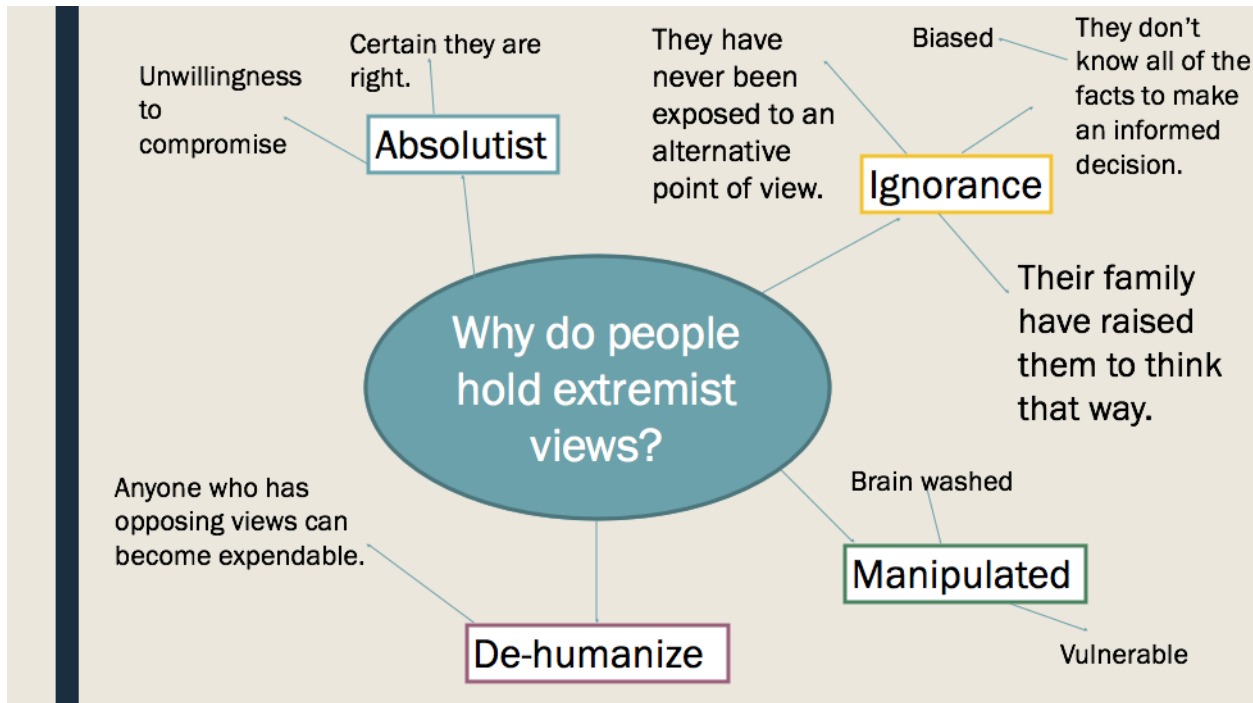 Certain they are
right.
Unwillingness
to
compromise
Absolutist
They have
never been
exposed to an
alternative
point of view.
Biased
They don’t
know all of the
facts to make
an informed
decision.
Ignorance
Their family
have raised
them to think
that way.
Why do people
hold extremist
views?
Anyone who has
opposing views can
become expendable.
De-humanize
Brain washed
Manipulated
Vulnerable